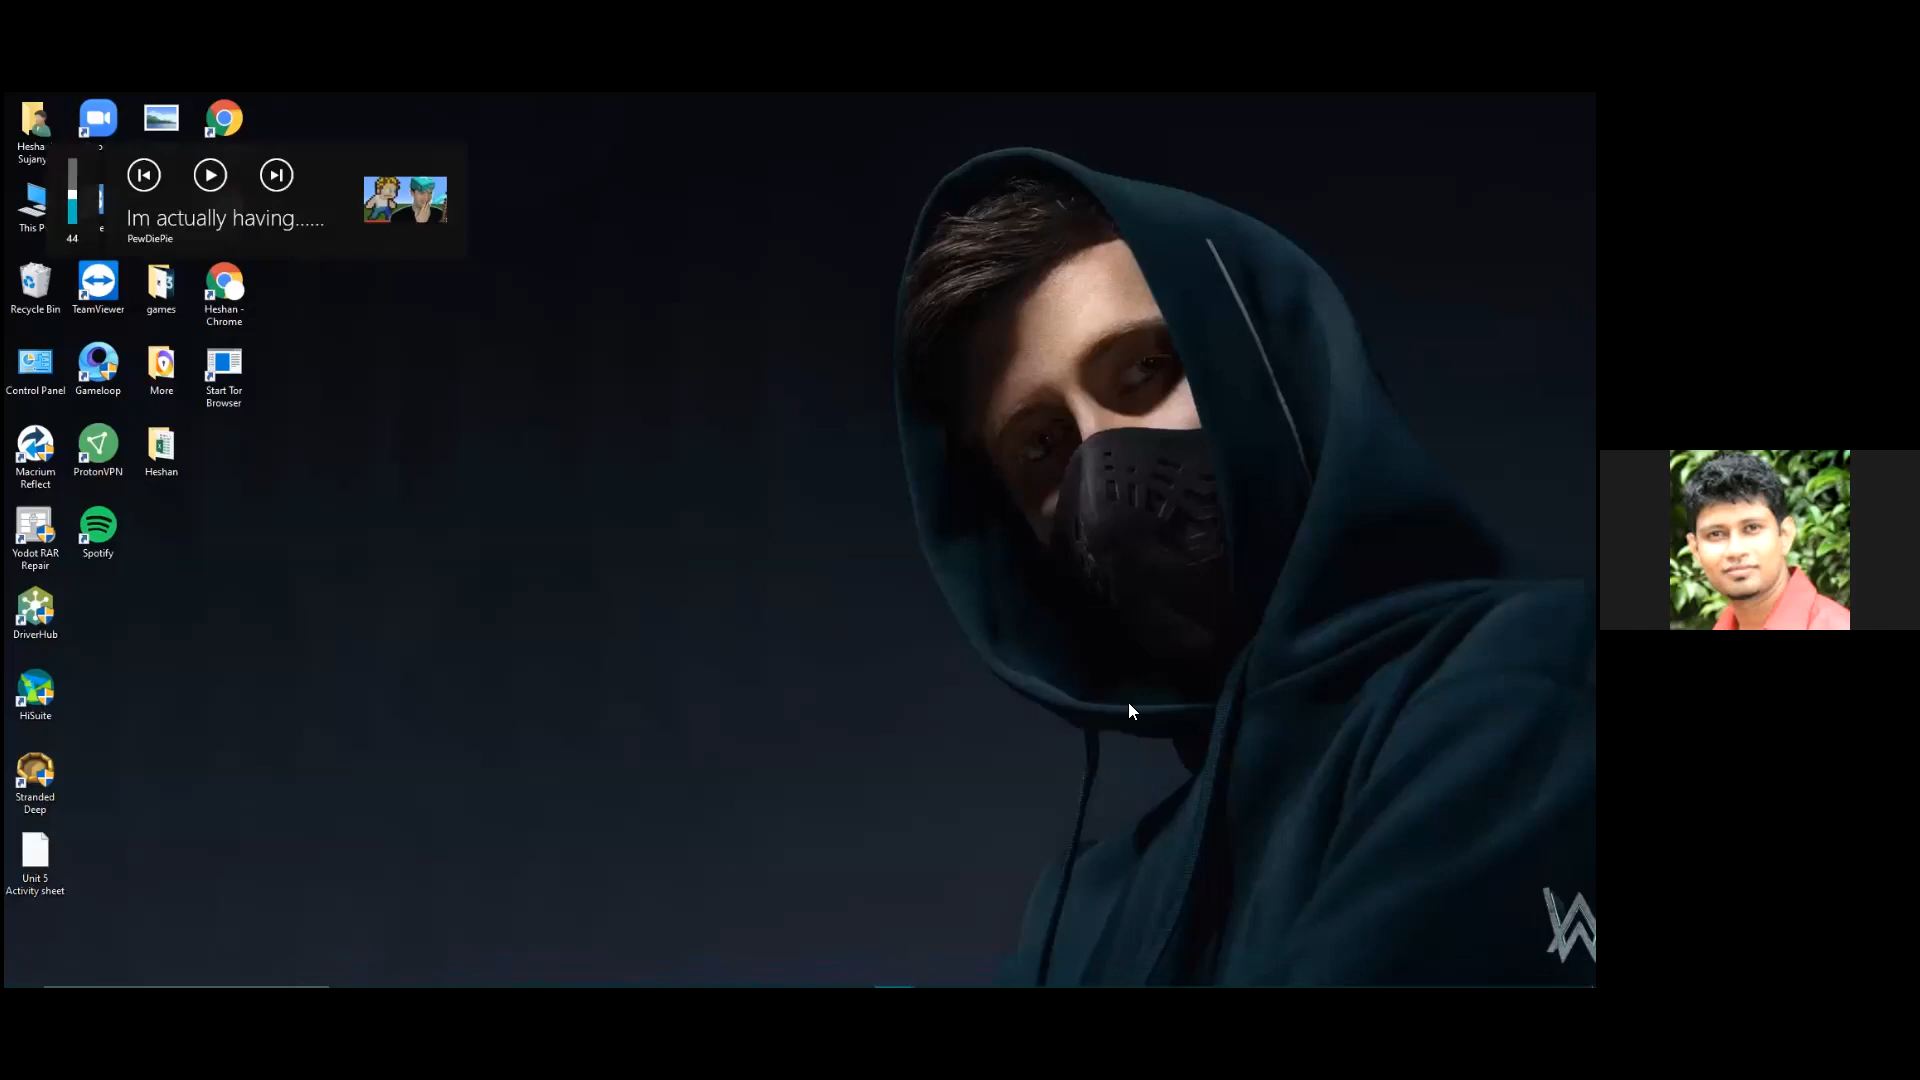 Hesha
Sujany
This P
44
Im actually having......
PewDiePie
Recycle Bin
TeamViewer
games
Heshan -
Chrome
Control Panel
Gameloop
More
Start Tor
Browser
Macrium
Reflect
ProtonVPN
Heshan
Yodot RAR
Repair
Spotify
DriverHub
HiSuite
Stranded
Deep
Unit 5
Activity sheet